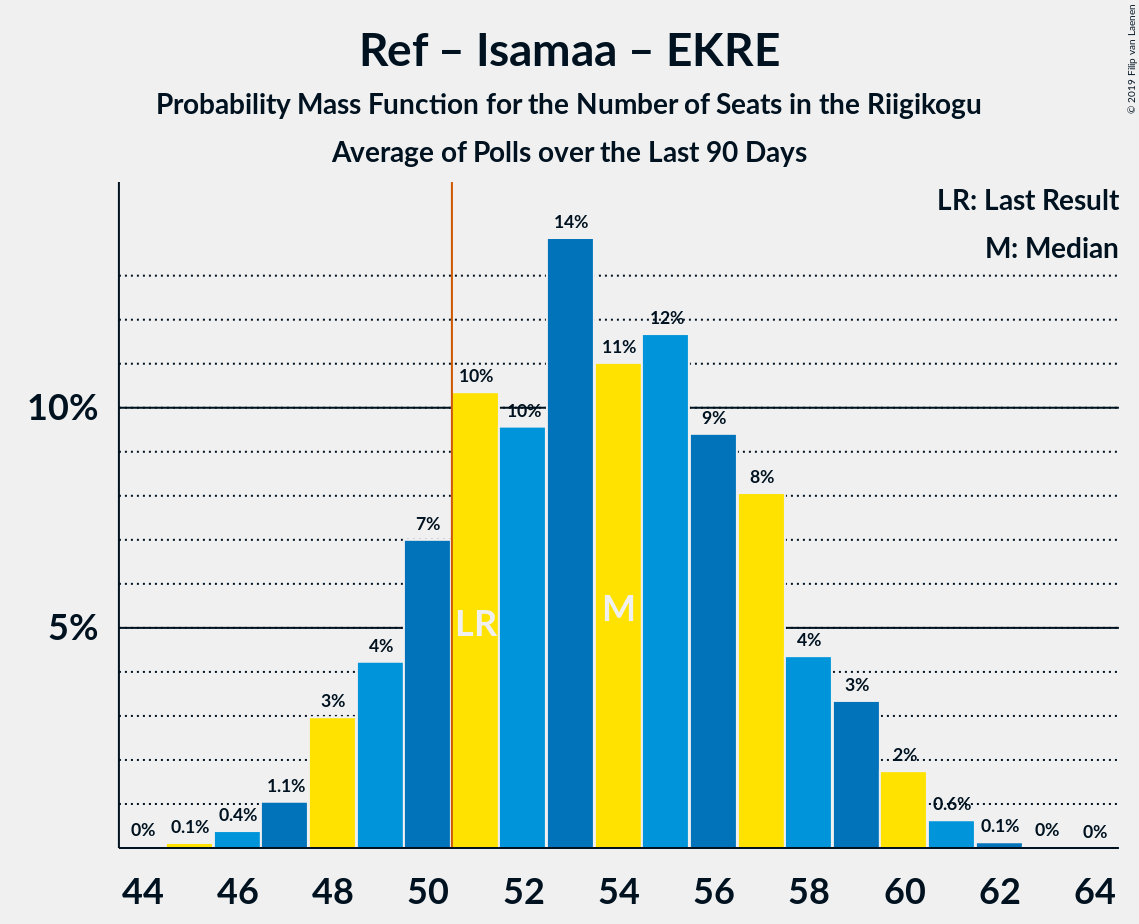 Ref – Isamaa – EKRE
Probability Mass Function for the Number of Seats in the Riigikogu
Average of Polls over the Last 90 Days
© 2019 Filip van Laenen
LR: Last Result
M: Median
10%
5%
0%
0.1%
0.4%
1.1%
3%
4%
7%
10%
10%
14%
11%
12%
9%
8%
4%
3%
2%
0.6%
0.1%
0%
0%
LR
M
44 46 48 50 52 54 56 58 60 62 64